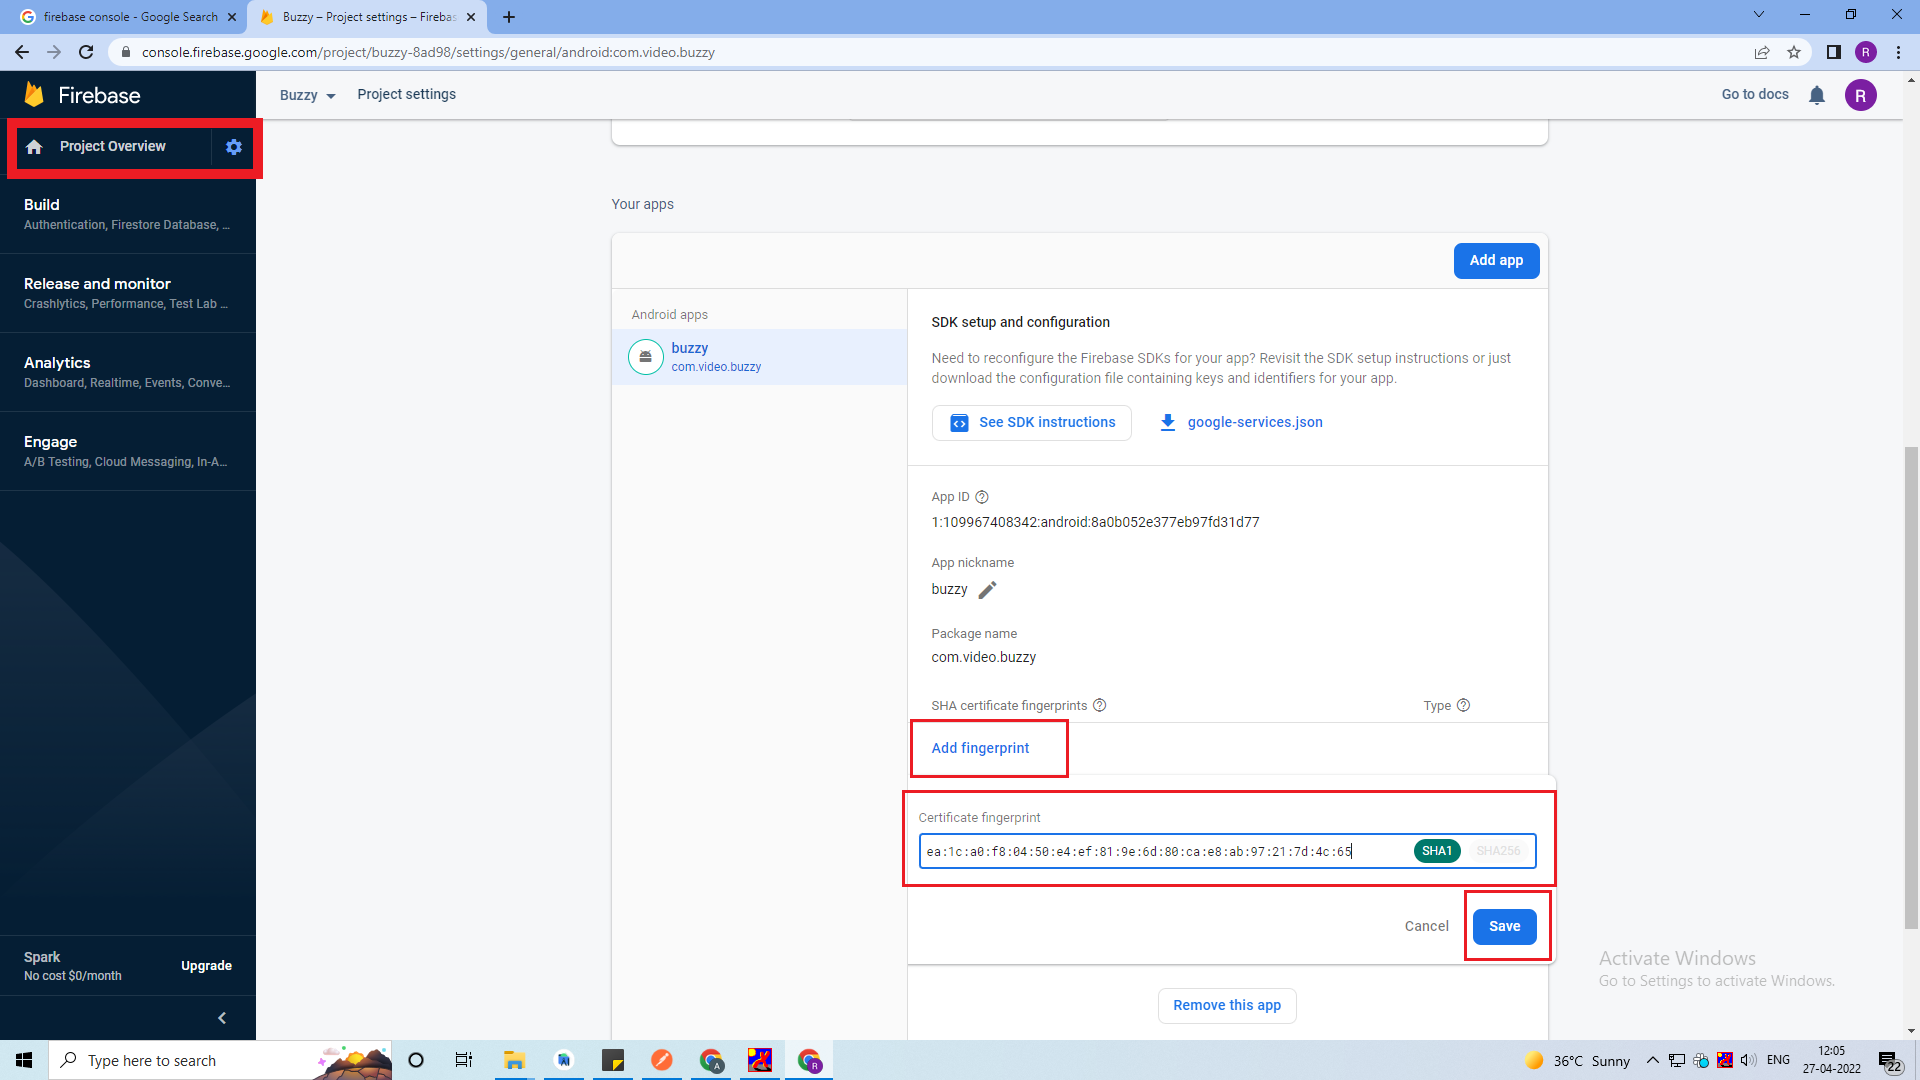 firebase console - Google Search
Buzzy – Project settings – Firebas
console.firebase.google.com/project/buzzy-8ad98/settings/general/android:com.video.buzzy
R
Firebase
Buzzy
Project settings
Go to docs
R
Project Overview
Build
Authentication, Firestore Database, ...
Release and monitor
Crashlytics, Performance, Test Lab ...
Analytics
Dashboard, Realtime, Events, Conve...
Engage
A/B Testing, Cloud Messaging, In-A...
Spark
No cost $0/month
Upgrade
Your apps
Add app
Android apps
buzzy
com.video.buzzy
SDK setup and configuration
Need to reconfigure the Firebase SDKs for your app? Revisit the SDK setup instructions or just
download the configuration file containing keys and identifiers for your app.
See SDK instructions
google-services.json
App ID
1:109967408342:android:8a0b052e377eb97fd31d77
App nickname
buzzy
Package name
com.video.buzzy
SHA certificate fingerprints
Type
Add fingerprint
Certificate fingerprint
ea:1c:a0:f8:04:50:e4:ef:81:9e:6d:80:ca:e8:ab:97:21:7d:4c:65
SHA1
SHA256
Cancel
Save
Remove this app
Activate Windows
Go to Settings to activate Windows.
Type here to search
A
R
36°C Sunny
ENG
12:05
27-04-2022
22